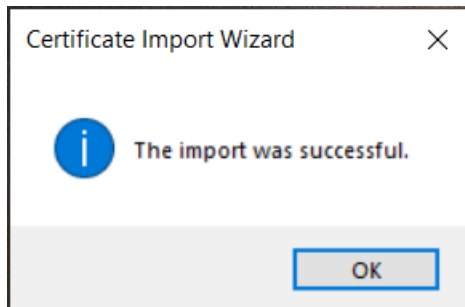 Certificate Import Wizard
The import was successful.
OK